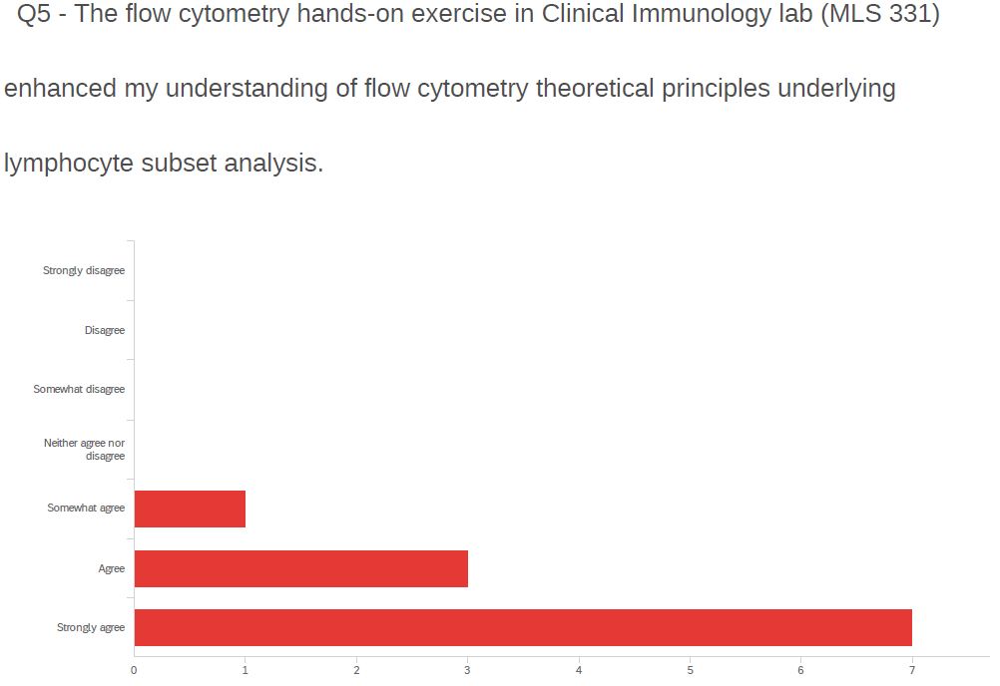 Q5 - The flow cytometry hands-on exercise in Clinical Immunology lab (MLS 331)
enhanced my understanding of flow cytometry theoretical principles underlying
lymphocyte subset analysis.
Strongly disagree
Disagree
Somewhat disagree
Neither agree nor
disagree
Somewhat agree
Agree
Strongly agree
0 1 2 3 4 5 6 7